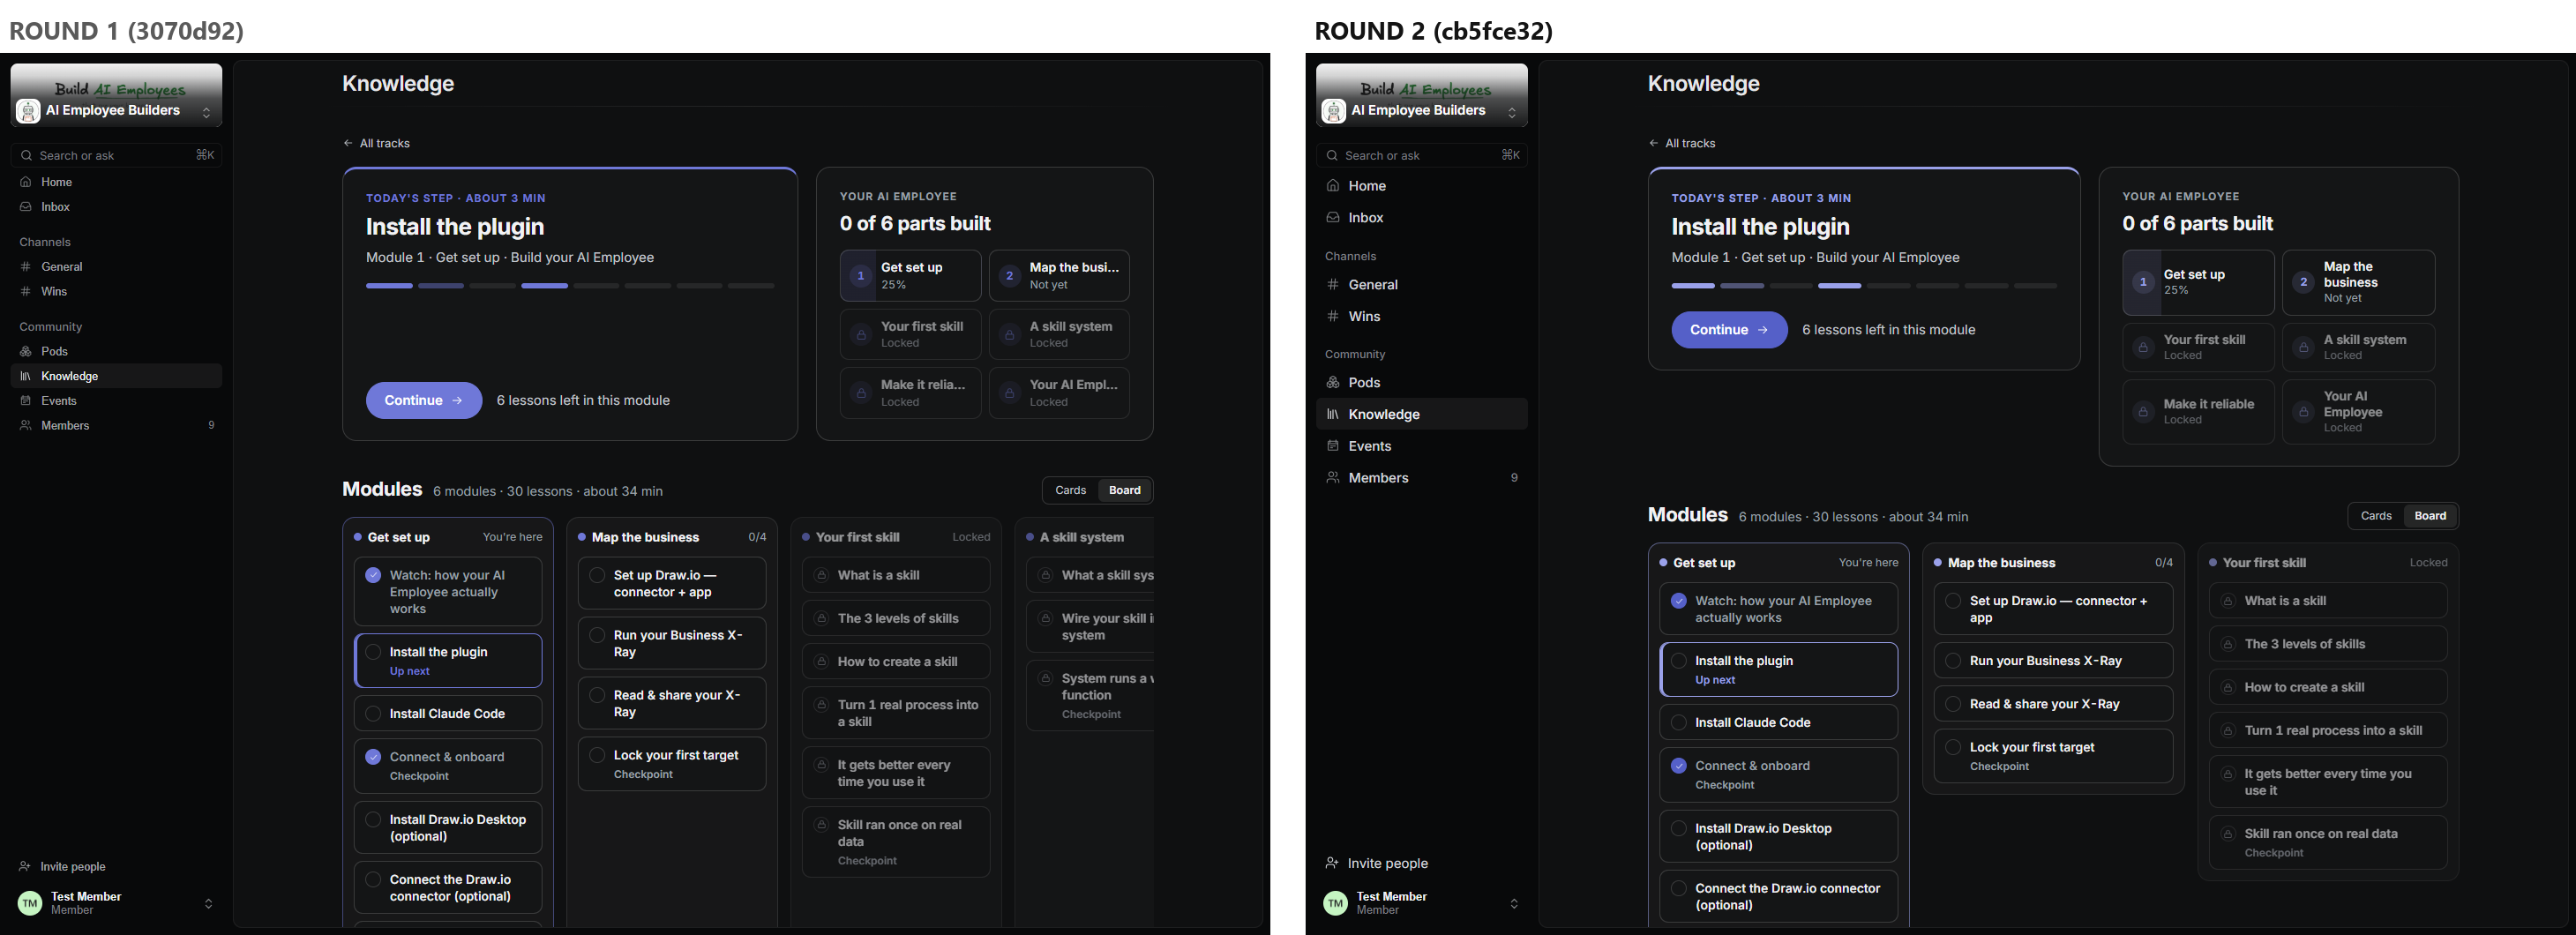 ROUND 1 (3070d92)
Build AI Employees
AI Employee Builders
Search or ask ⌘K
Home
Inbox
Channels
# General
# Wins
Community
Pods
Knowledge
Events
Members 9
Invite people
TM Test Member
Member
Knowledge
← All tracks
TODAY'S STEP · ABOUT 3 MIN
Install the plugin
Module 1 · Get set up · Build your AI Employee
Continue → 6 lessons left in this module
YOUR AI EMPLOYEE
0 of 6 parts built
1 Get set up
25%
2 Map the busi...
Not yet
Your first skill
Locked
A skill system
Locked
Make it relia...
Locked
Your AI Empl...
Locked
Modules 6 modules · 30 lessons · about 34 min
Cards Board
Get set up You're here
Watch: how your AI
Employee actually
works
Install the plugin
Up next
Install Claude Code
Connect & onboard
Checkpoint
Install Draw.io Desktop
(optional)
Connect the Draw.io
connector (optional)
Map the business 0/4
Set up Draw.io —
connector + app
Run your Business X-
Ray
Read & share your X-
Ray
Lock your first target
Checkpoint
Your first skill Locked
What is a skill
The 3 levels of skills
How to create a skill
Turn 1 real process into
a skill
It gets better every
time you use it
Skill ran once on real
data
Checkpoint
A skill system
What a skill sys
Wire your skill i
system
System runs a
function
Checkpoint
ROUND 2 (cb5fce32)
Build AI Employees
AI Employee Builders
Search or ask ⌘K
Home
Inbox
Channels
# General
# Wins
Community
Pods
Knowledge
Events
Members 9
Invite people
TM Test Member
Member
Knowledge
← All tracks
TODAY'S STEP · ABOUT 3 MIN
Install the plugin
Module 1 · Get set up · Build your AI Employee
Continue → 6 lessons left in this module
YOUR AI EMPLOYEE
0 of 6 parts built
1 Get set up
25%
2 Map the
business
Not yet
Your first skill
Locked
A skill system
Locked
Make it reliable
Locked
Your AI
Employee
Locked
Modules 6 modules · 30 lessons · about 34 min
Cards Board
Get set up You're here
Watch: how your AI Employee
actually works
Install the plugin
Up next
Install Claude Code
Connect & onboard
Checkpoint
Install Draw.io Desktop
(optional)
Connect the Draw.io connector
(optional)
Map the business 0/4
Set up Draw.io — connector +
app
Run your Business X-Ray
Read & share your X-Ray
Lock your first target
Checkpoint
Your first skill Locked
What is a skill
The 3 levels of skills
How to create a skill
Turn 1 real process into a skill
It gets better every time you
use it
Skill ran once on real data
Checkpoint